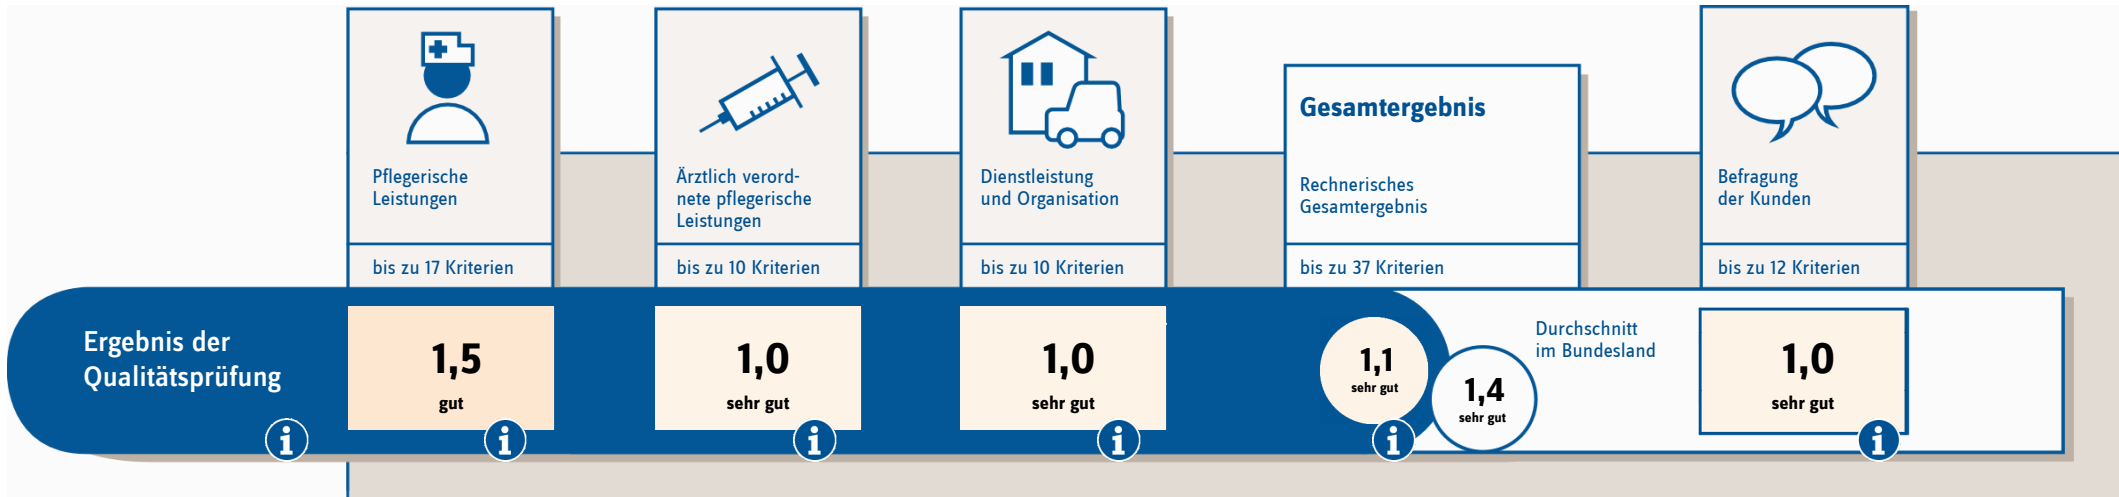 Pflegerische
Leistungen
bis zu 17 Kriterien
Ärztlich verord-
nete pflegerische
Leistungen
bis zu 10 Kriterien
Dienstleistung
und Organisation
bis zu 10 Kriterien
Gesamtergebnis
Rechnerisches
Gesamtergebnis
bis zu 37 Kriterien
Befragung
der Kunden
bis zu 12 Kriterien
Ergebnis der
Qualitätsprüfung
i
1,5
gut
i
1,0
sehr gut
i
1,0
sehr gut
i
1,1
sehr gut
i
1,4
sehr gut
Durchschnitt
im Bundesland
1,0
sehr gut
i